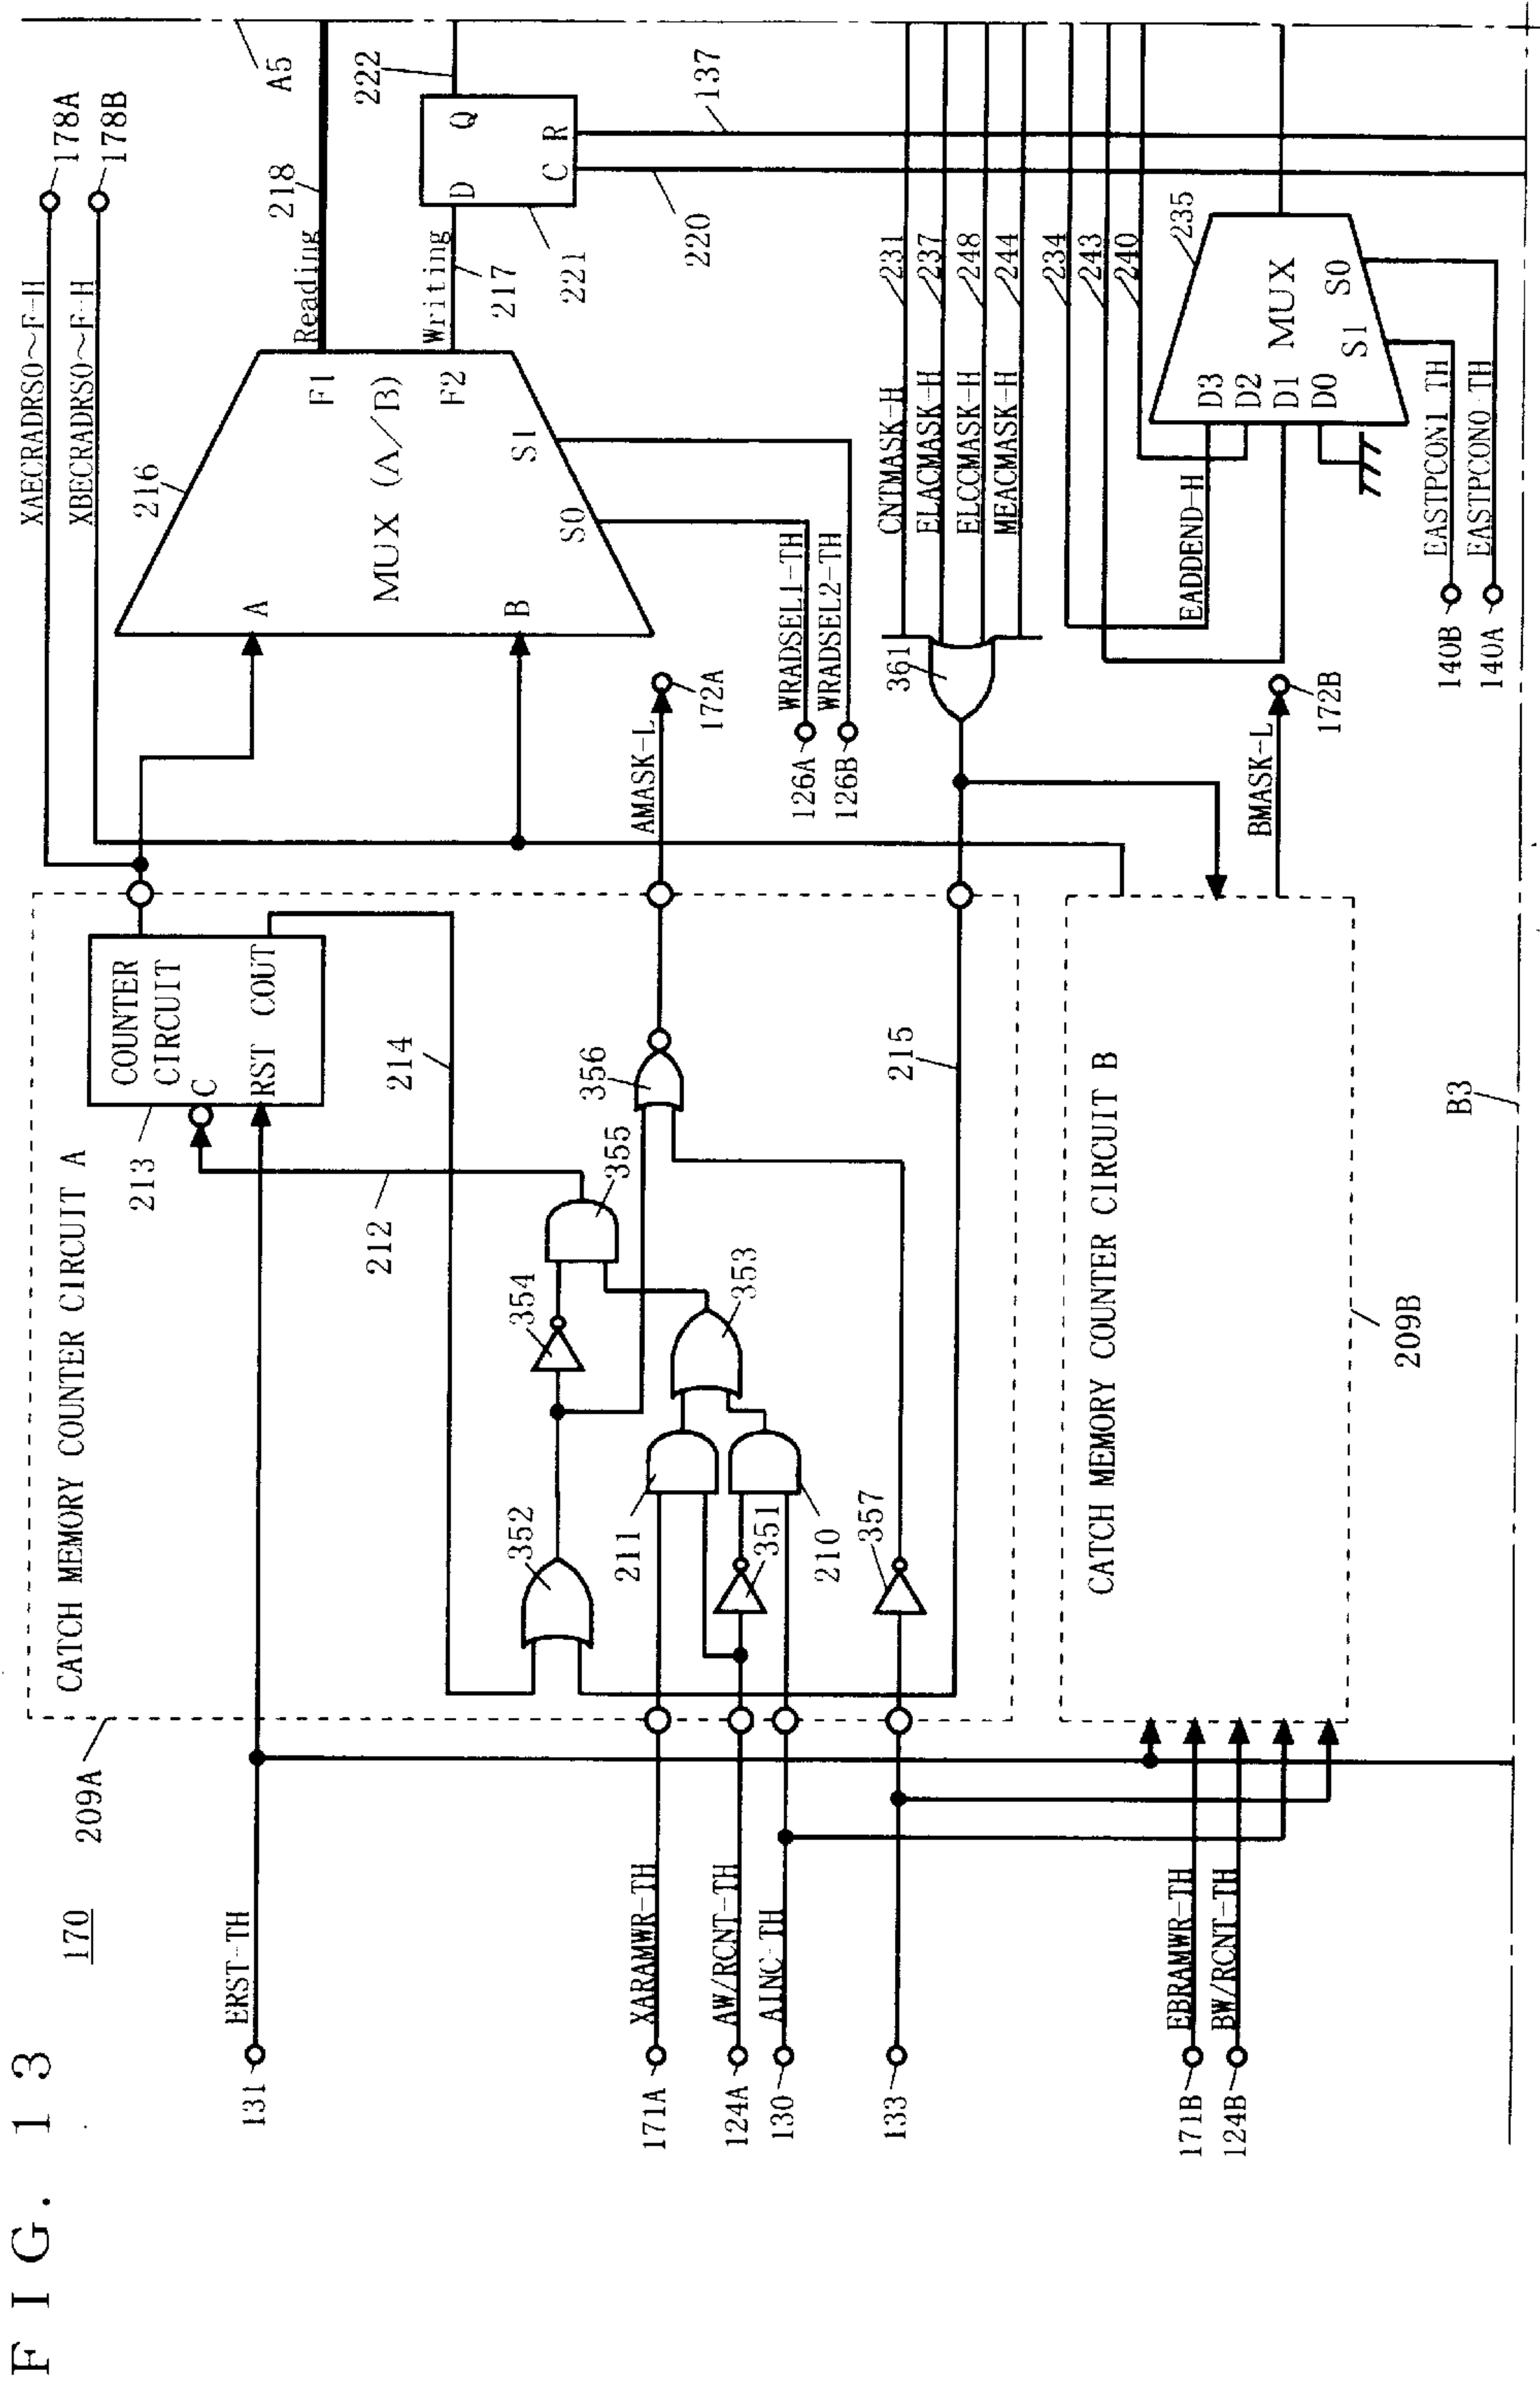 FIG. 13
170
209A
CATCH MEMORY COUNTER CIRCUIT A
131
ERST-TH
COUNTER
CIRCUIT
C
RST
COUT
213
212
214
XAECRADRS0~F-H
178A
XBECRADRS0~F-H
178B
A5
216
A
B
MUX (A/B)
F1
F2
S0
S1
Reading
218
Writing
217
D
Q
C
R
221
222
220
137
352
354
355
356
353
211
351
210
357
215
171A
XARAMWR-TH
124A
AW/RCNT-TH
130
AINC-TH
133
AMASK-L
172A
126A
WRADSEL1-TH
126B
WRADSEL2-TH
361
CNTMASK-H
231
ELACMASK-H
237
ELCCMASK-H
248
MEACMASK-H
244
234
243
240
235
EADDEND-H
D3
D2
D1
D0
MUX
S1
S0
140B
EASTPCON1-TH
140A
EASTPCON0-TH
BMASK-L
172B
CATCH MEMORY COUNTER CIRCUIT B
209B
171B
EBRAMWR-TH
124B
BW/RCNT-TH
B3